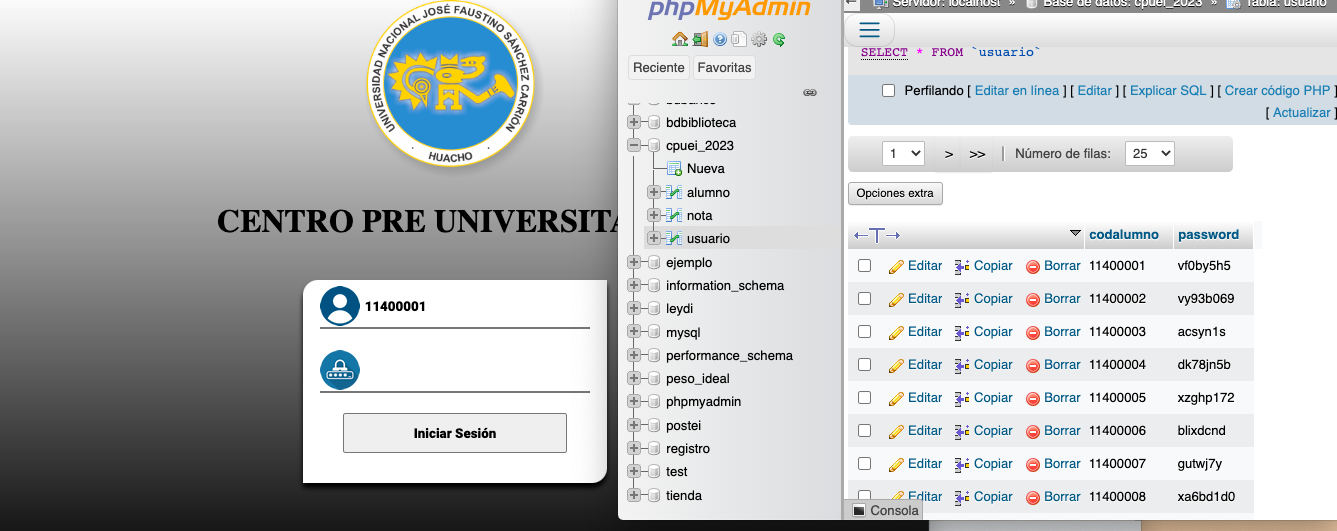 UNIVERSIDAD NACIONAL JOSÉ FAUSTINO SÁNCHEZ CARRIÓN
· HUACHO ·
CENTRO PRE UNIVERSITA
11400001
Iniciar Sesión
phpMyAdmin
Reciente Favoritas
bdbiblioteca
cpuei_2023
Nueva
alumno
nota
usuario
ejemplo
information_schema
leydi
mysql
performance_schema
peso_ideal
phpmyadmin
postei
registro
test
tienda
Servidor: localhost » Base de datos: cpuei_2023 » Tabla: usuario
SELECT * FROM `usuario`
Perfilando [ Editar en línea ] [ Editar ] [ Explicar SQL ] [ Crear código PHP ]
[ Actualizar ]
1 > >> | Número de filas: 25
Opciones extra
←T→ codalumno password
Editar Copiar Borrar 11400001 vf0by5h5
Editar Copiar Borrar 11400002 vy93b069
Editar Copiar Borrar 11400003 acsyn1s
Editar Copiar Borrar 11400004 dk78jn5b
Editar Copiar Borrar 11400005 xzghp172
Editar Copiar Borrar 11400006 blixdcnd
Editar Copiar Borrar 11400007 gutwj7y
Editar Copiar Borrar 11400008 xa6bd1d0
Consola